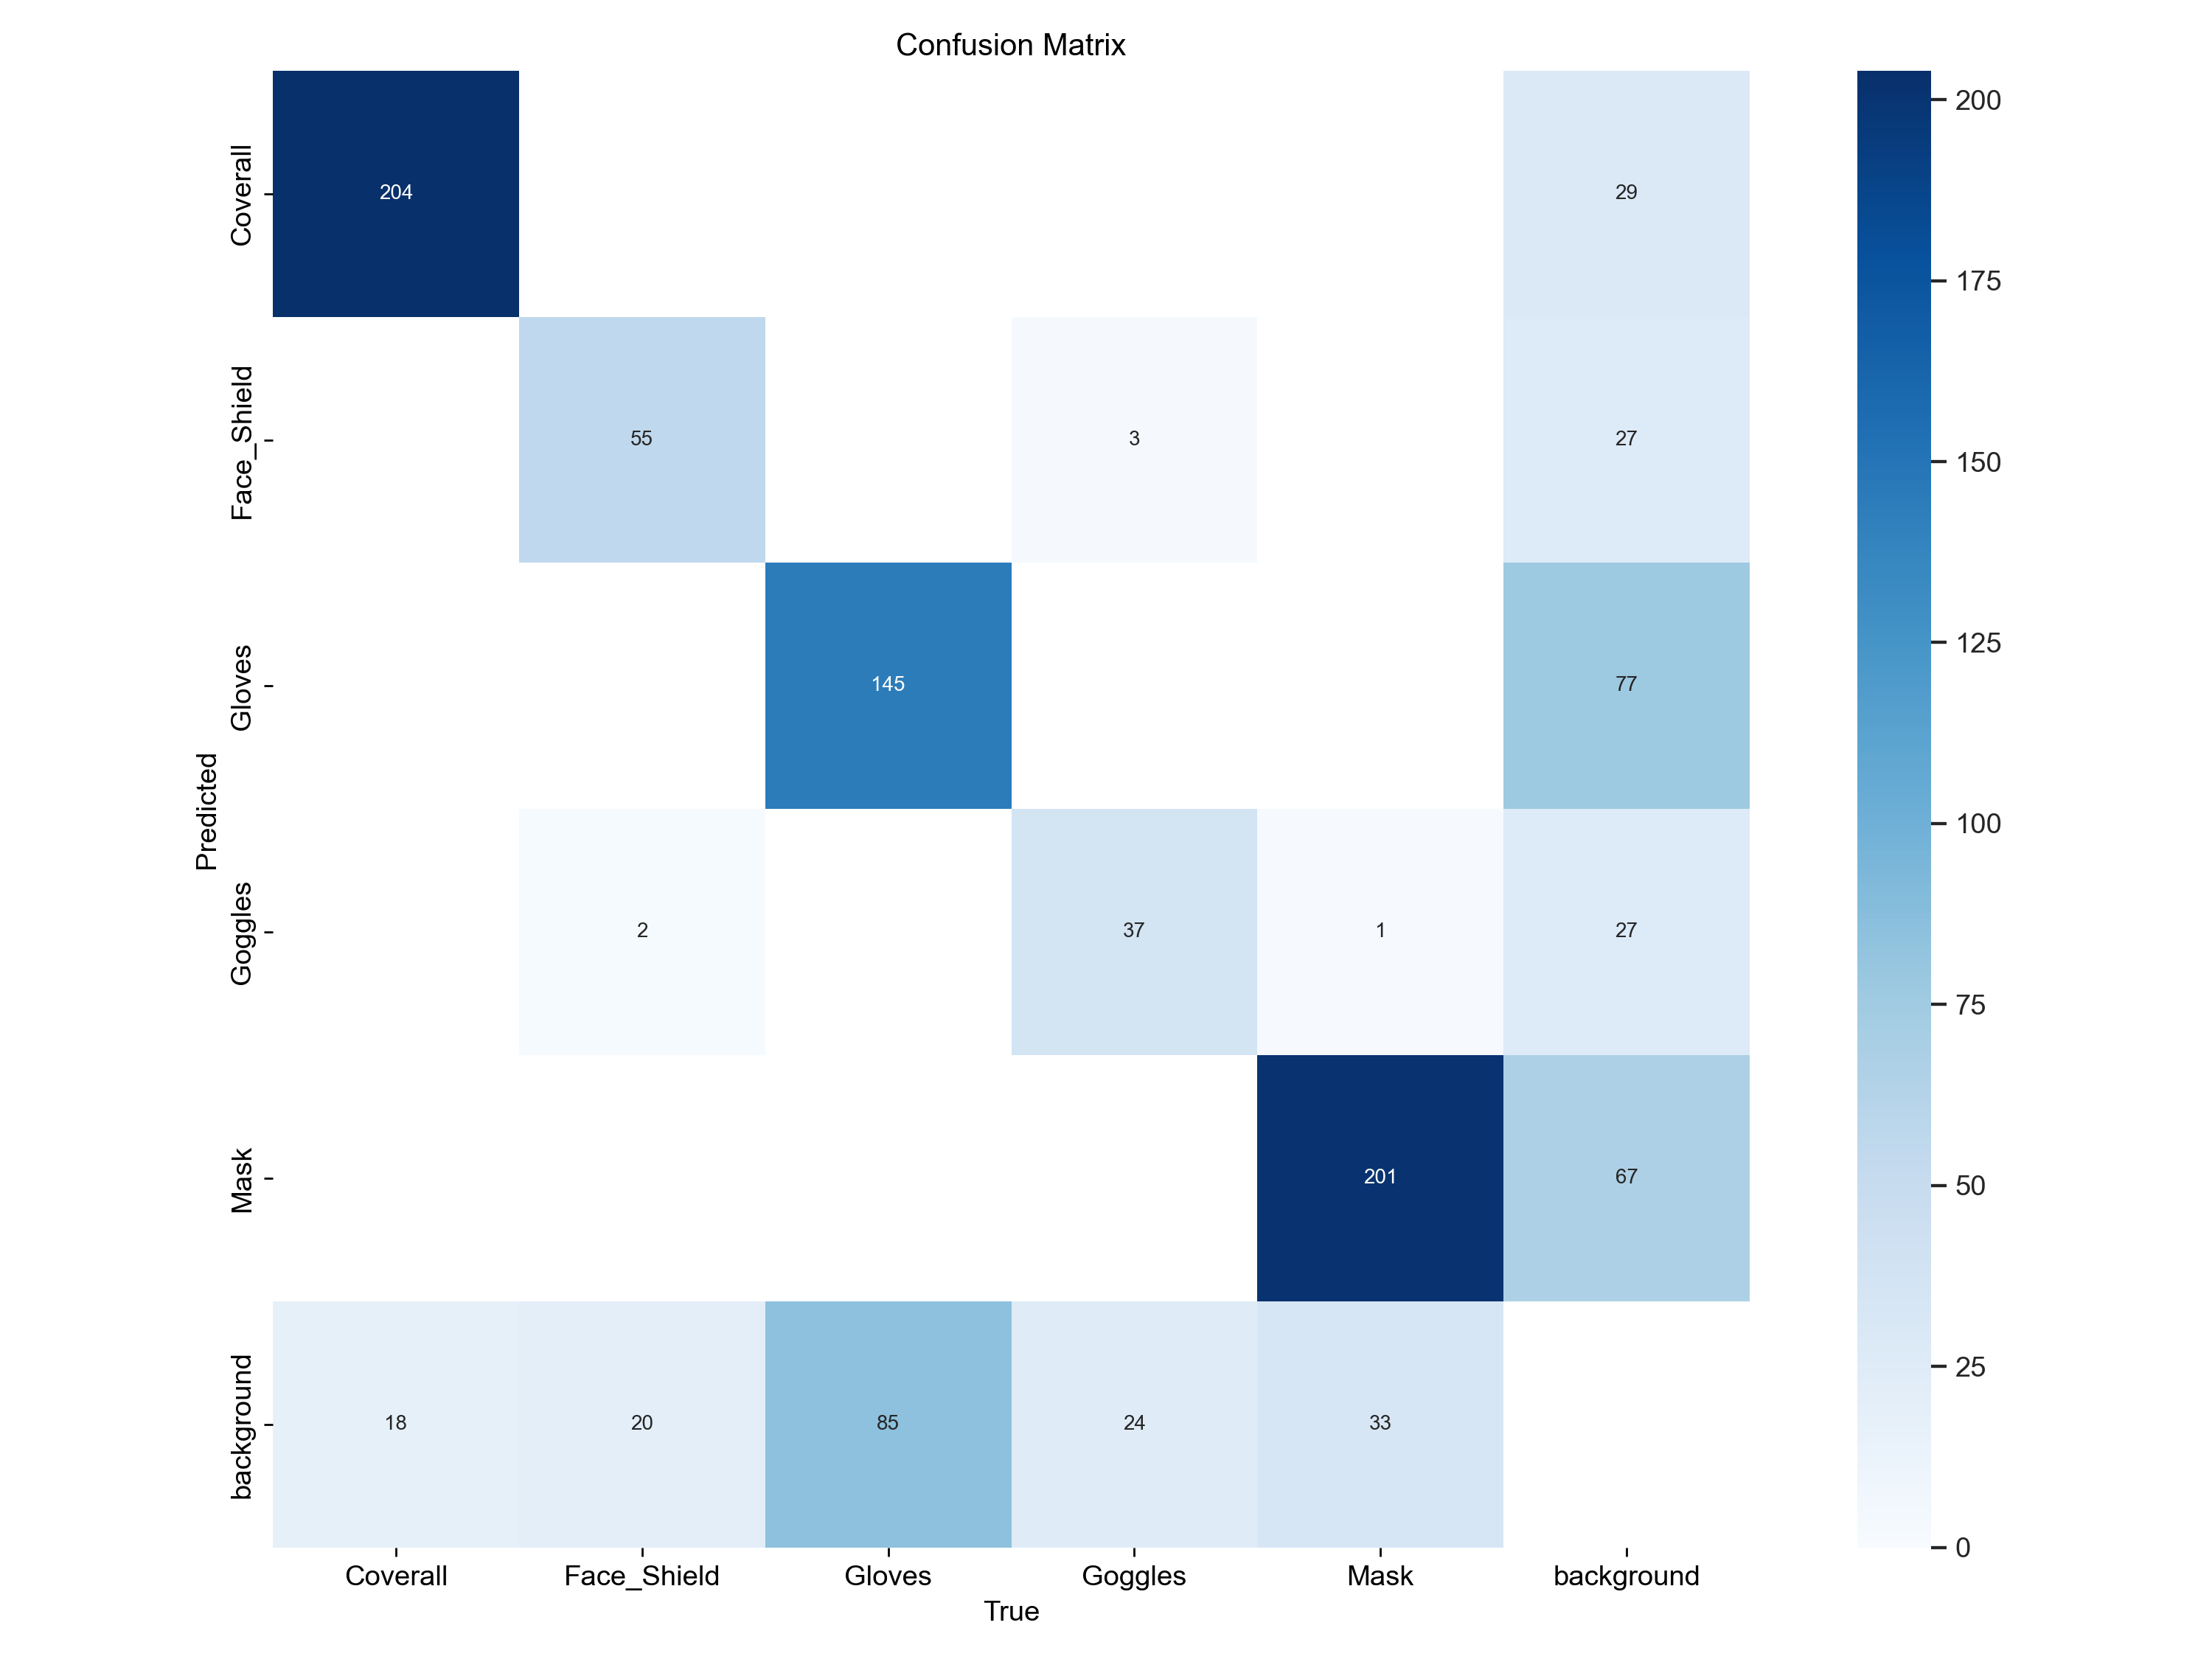 Confusion Matrix
Coverall
204
29
200
175
Face_Shield
55
3
27
150
125
Gloves
145
77
Predicted
100
75
Goggles
2
37
1
27
50
Mask
201
67
25
background
18
20
85
24
33
0
Coverall
Face_Shield
Gloves
Goggles
Mask
background
True